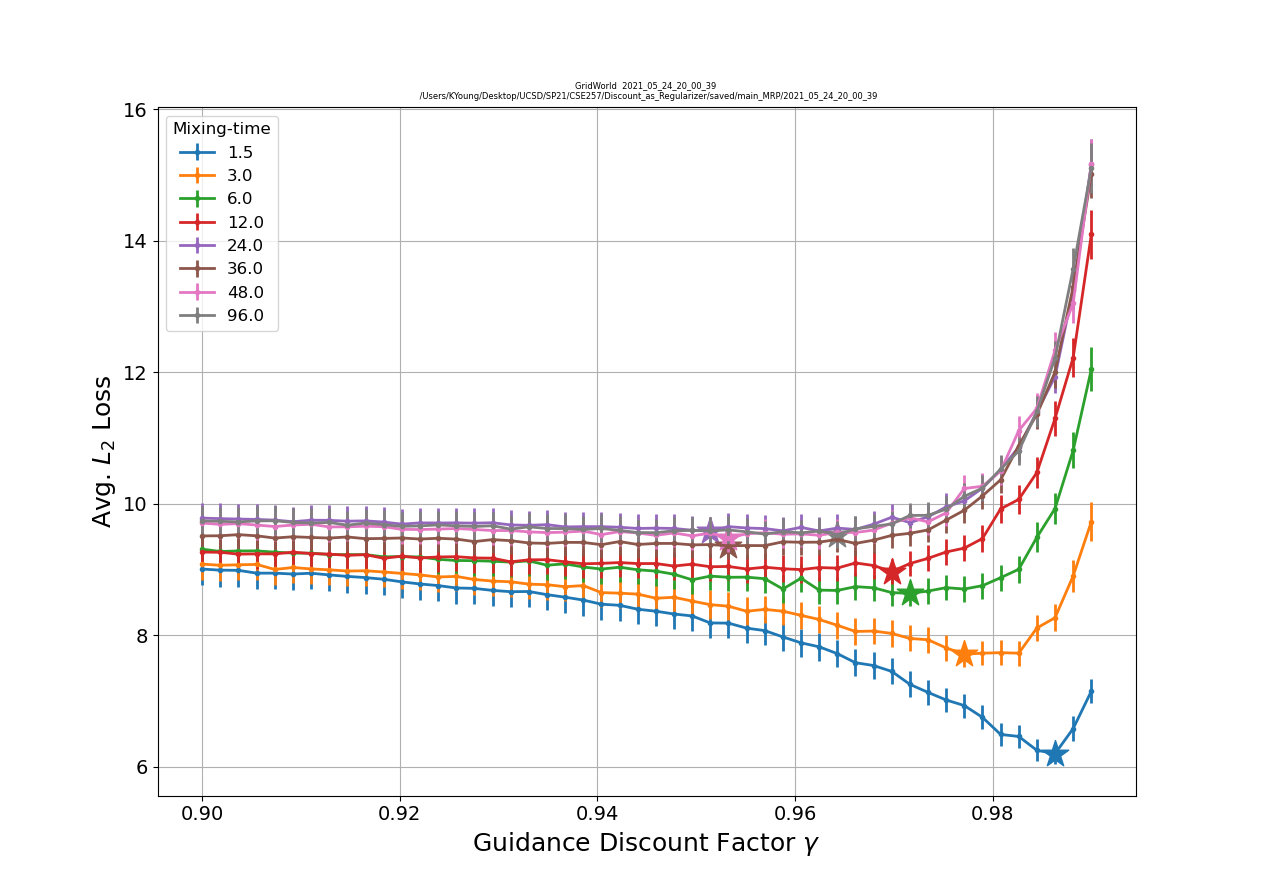 GridWorld 2021_05_24_20_00_39
/Users/KYoung/Desktop/UCSD/SP21/CSE257/Discount_as_Regularizer/saved/main_MRP/2021_05_24_20_00_39
16
14
12
10
8
6
Avg. L₂ Loss
Mixing-time
1.5
3.0
6.0
12.0
24.0
36.0
48.0
96.0
0.90 0.92 0.94 0.96 0.98
Guidance Discount Factor γ